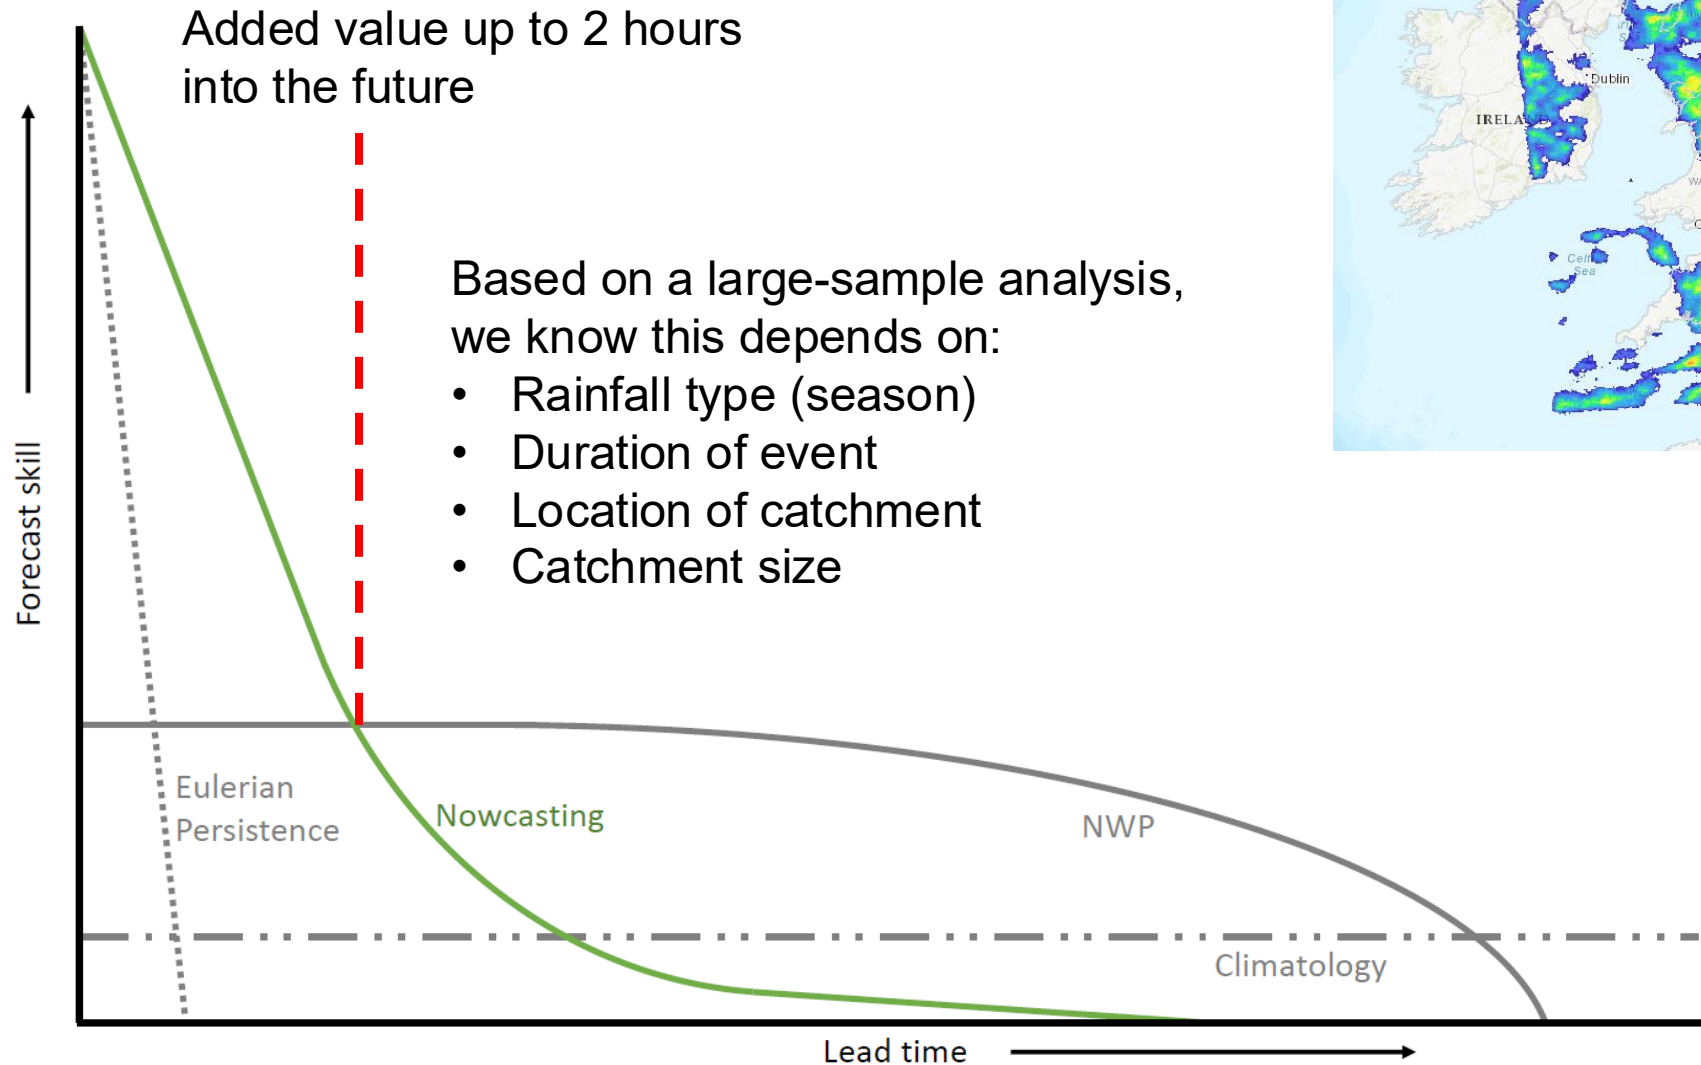 Added value up to 2 hours
into the future
Based on a large-sample analysis,
we know this depends on:
• Rainfall type (season)
• Duration of event
• Location of catchment
• Catchment size
Forecast skill
Eulerian
Persistence
Nowcasting
NWP
Climatology
Lead time
Dublin
Sea